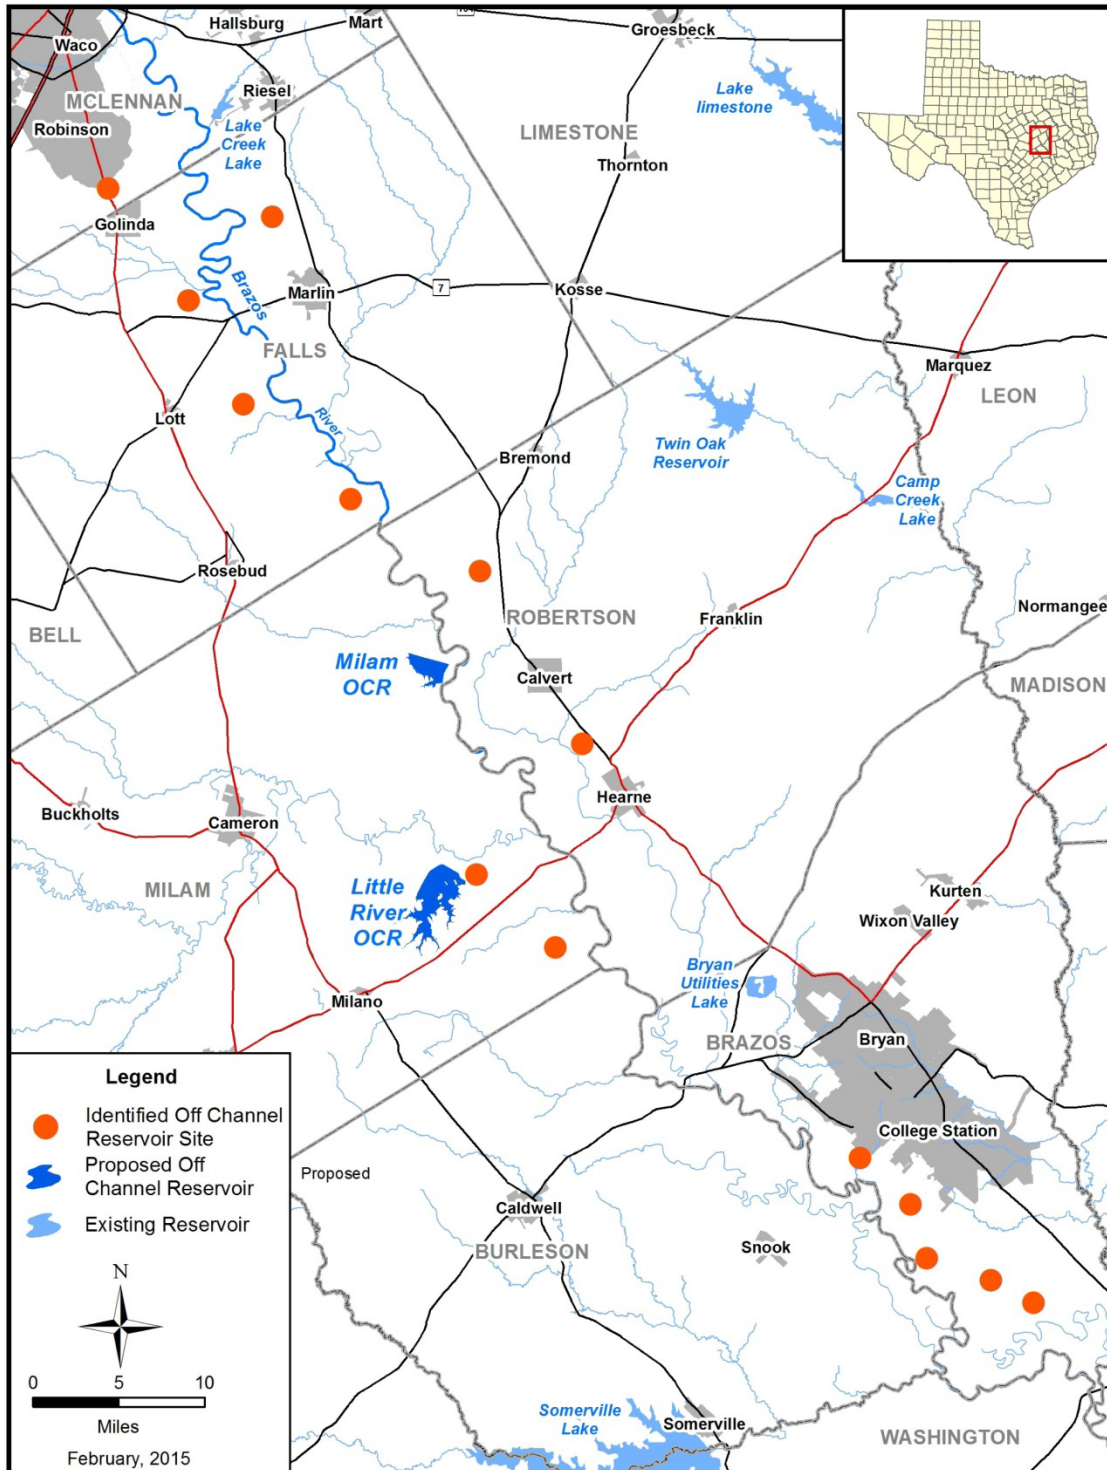 Hallsburg
Mart
Groesbeck
Waco
MCLENNAN
Riesel
Robinson
Lake
Creek
Lake
LIMESTONE
Lake
limestone
Thornton
Golinda
Brazos
Marlin
7
Kosse
FALLS
Marquez
LEON
Lott
River
Bremond
Twin Oak
Reservoir
Camp
Creek
Lake
Rosebud
BELL
ROBERTSON
Franklin
Normangee
Milam
OCR
Calvert
MADISON
Hearne
Buckholts
Cameron
MILAM
Little
River
OCR
Kurten
Wixon Valley
Bryan
Utilities
Lake
Milano
BRAZOS
Bryan
College Station
Proposed
Caldwell
BURLESON
Snook
Somerville
Lake
Somerville
WASHINGTON
Legend
Identified Off Channel
Reservoir Site
Proposed Off
Channel Reservoir
Existing Reservoir
N
0 5 10
Miles
February, 2015